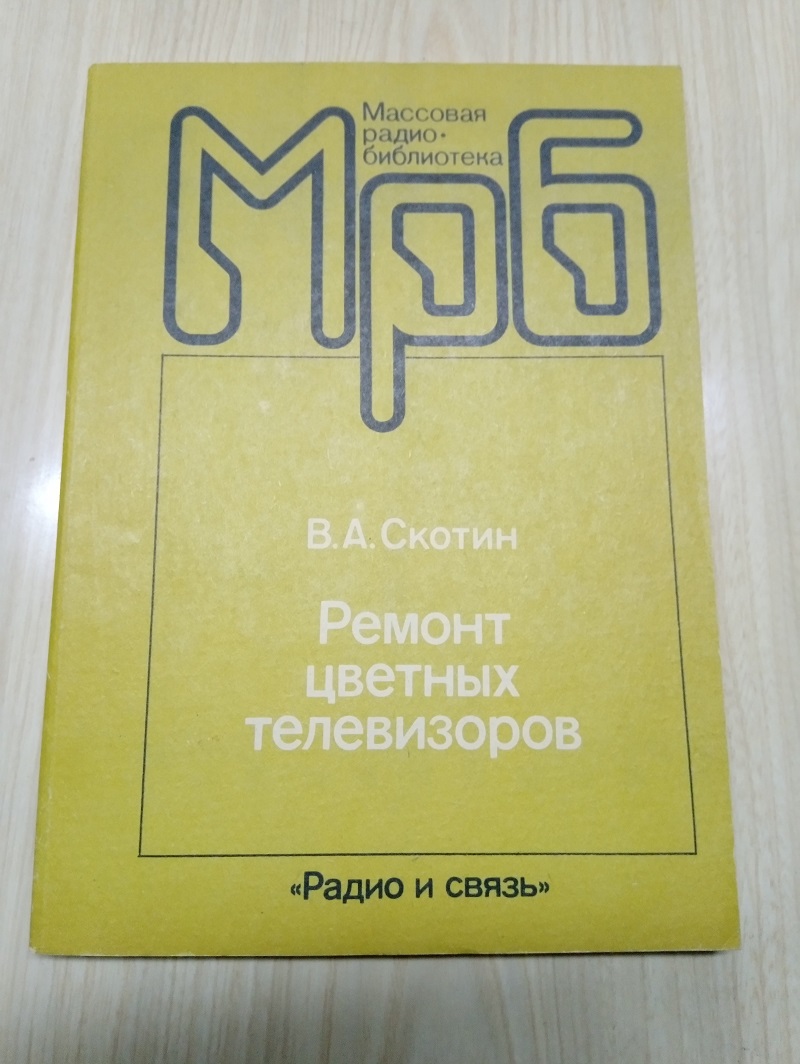 Массовая
радио-
библиотека
Мрб
В.А.Скотин
Ремонт
цветных
телевизоров
«Радио и связь»